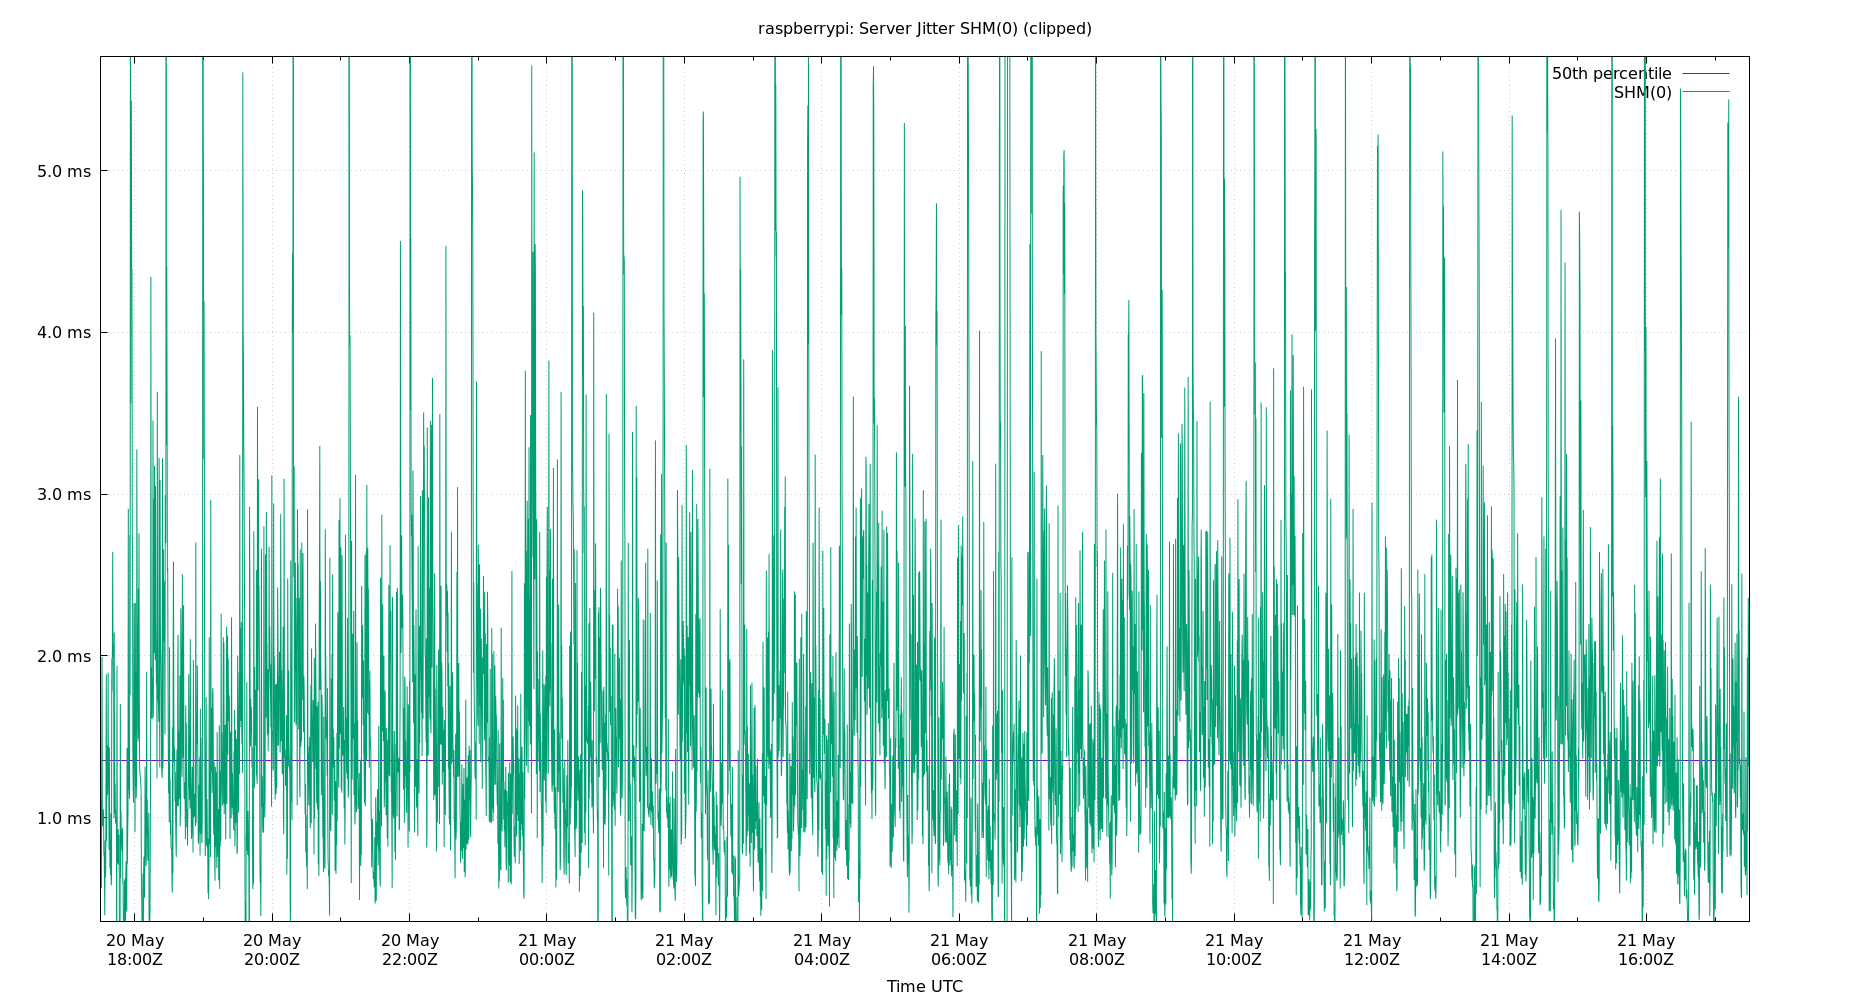 raspberrypi: Server Jitter SHM(0) (clipped)
50th percentile
SHM(0)
5.0 ms
4.0 ms
3.0 ms
2.0 ms
1.0 ms
20 May 20 May 20 May 21 May 21 May 21 May 21 May 21 May 21 May 21 May 21 May 21 May
18:00Z 20:00Z 22:00Z 00:00Z 02:00Z 04:00Z 06:00Z 08:00Z 10:00Z 12:00Z 14:00Z 16:00Z
Time UTC